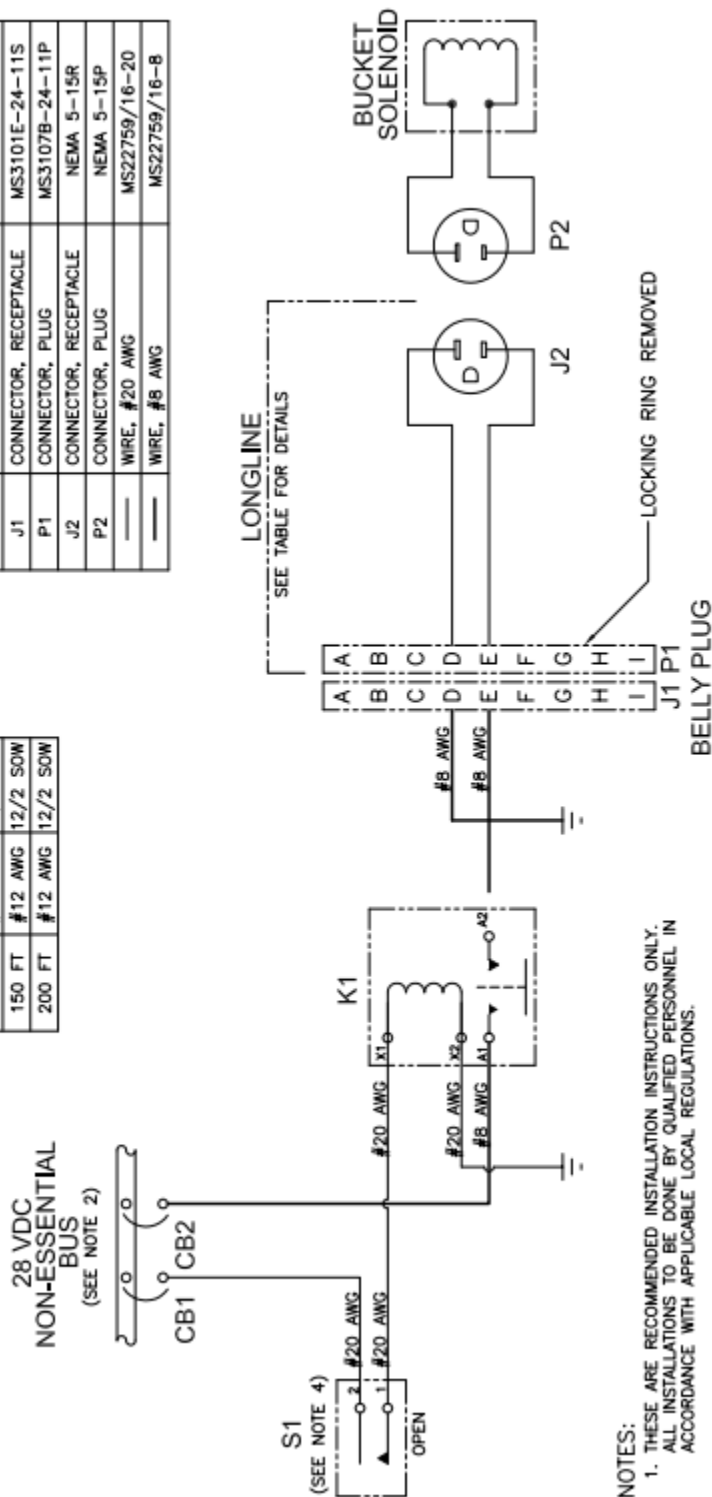 J1 CONNECTOR, RECEPTACLE MS3101E-24-11S
P1 CONNECTOR, PLUG MS3107B-24-11P
J2 CONNECTOR, RECEPTACLE NEMA 5-15R
P2 CONNECTOR, PLUG NEMA 5-15P
WIRE, #20 AWG MS22759/16-20
WIRE, #8 AWG MS22759/16-8
150 FT #12 AWG 12/2 SOW
200 FT #12 AWG 12/2 SOW
28 VDC
NON-ESSENTIAL
BUS
(SEE NOTE 2)
CB1
CB2
S1
(SEE NOTE 4)
2
1
OPEN
#20 AWG
#20 AWG
#20 AWG
#20 AWG
#8 AWG
K1
X1
X2
A1
A2
#8 AWG
#8 AWG
LONGLINE
SEE TABLE FOR DETAILS
A A
B B
C C
D D
E E
F F
G G
H H
I I
J1 P1
BELLY PLUG
LOCKING RING REMOVED
J2
P2
BUCKET
SOLENOID
NOTES:
1. THESE ARE RECOMMENDED INSTALLATION INSTRUCTIONS ONLY.
ALL INSTALLATIONS TO BE DONE BY QUALIFIED PERSONNEL IN
ACCORDANCE WITH APPLICABLE LOCAL REGULATIONS.